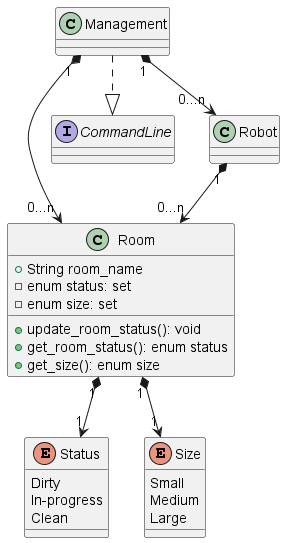 C Management
1
1
0...n
I CommandLine
C Robot
1
0...n
0...n
C Room
String room_name
enum status: set
enum size: set
update_room_status(): void
get_room_status(): enum status
get_size(): enum size
1
1
1
1
E Status
Dirty
In-progress
Clean
E Size
Small
Medium
Large